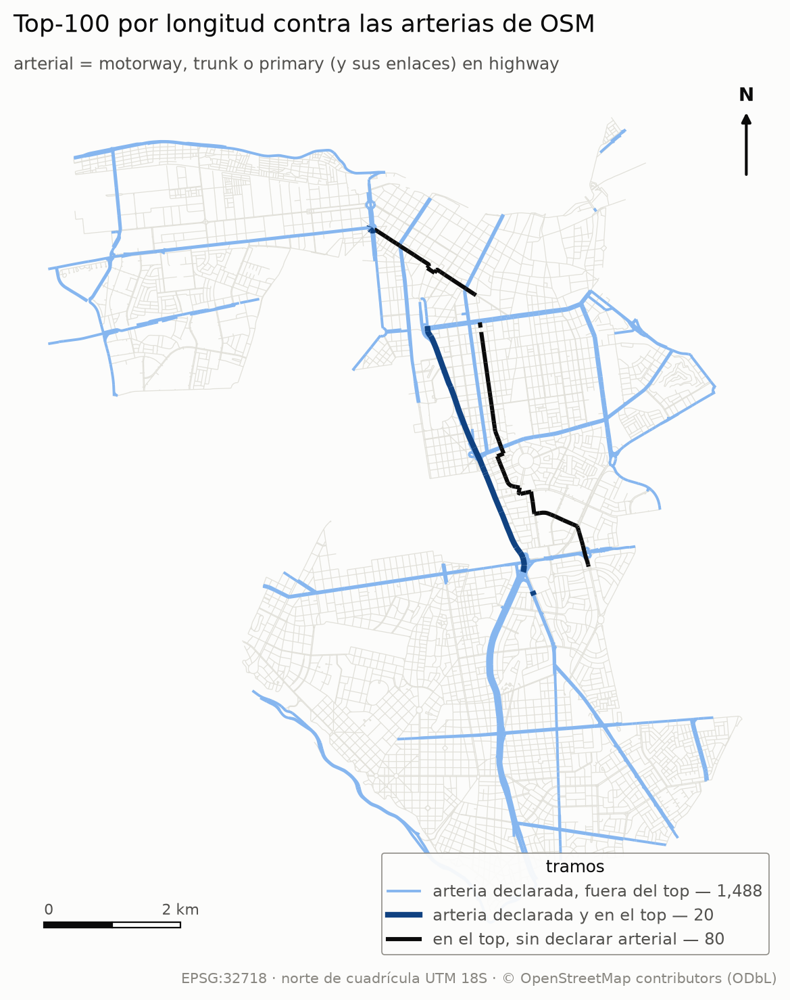 Top-100 por longitud contra las arterias de OSM
arterial = motorway, trunk o primary (y sus enlaces) en highway
N
tramos
arteria declarada, fuera del top — 1,488
arteria declarada y en el top — 20
en el top, sin declarar arterial — 80
0 2 km
EPSG:32718 · norte de cuadrícula UTM 18S · © OpenStreetMap contributors (ODbL)